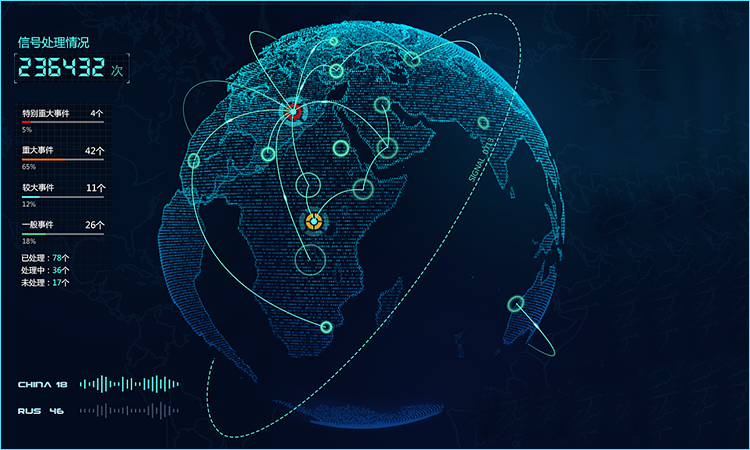 信号处理情况
236432 次
特别重大事件 4个
5%
重大事件 42个
65%
较大事件 11个
12%
一般事件 26个
18%
已处理：78个
处理中：36个
未处理：17个
CHINA 18
RUS 46